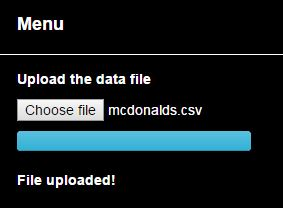 Menu
Upload the data file
Choose file mcdonalds.csv
File uploaded!